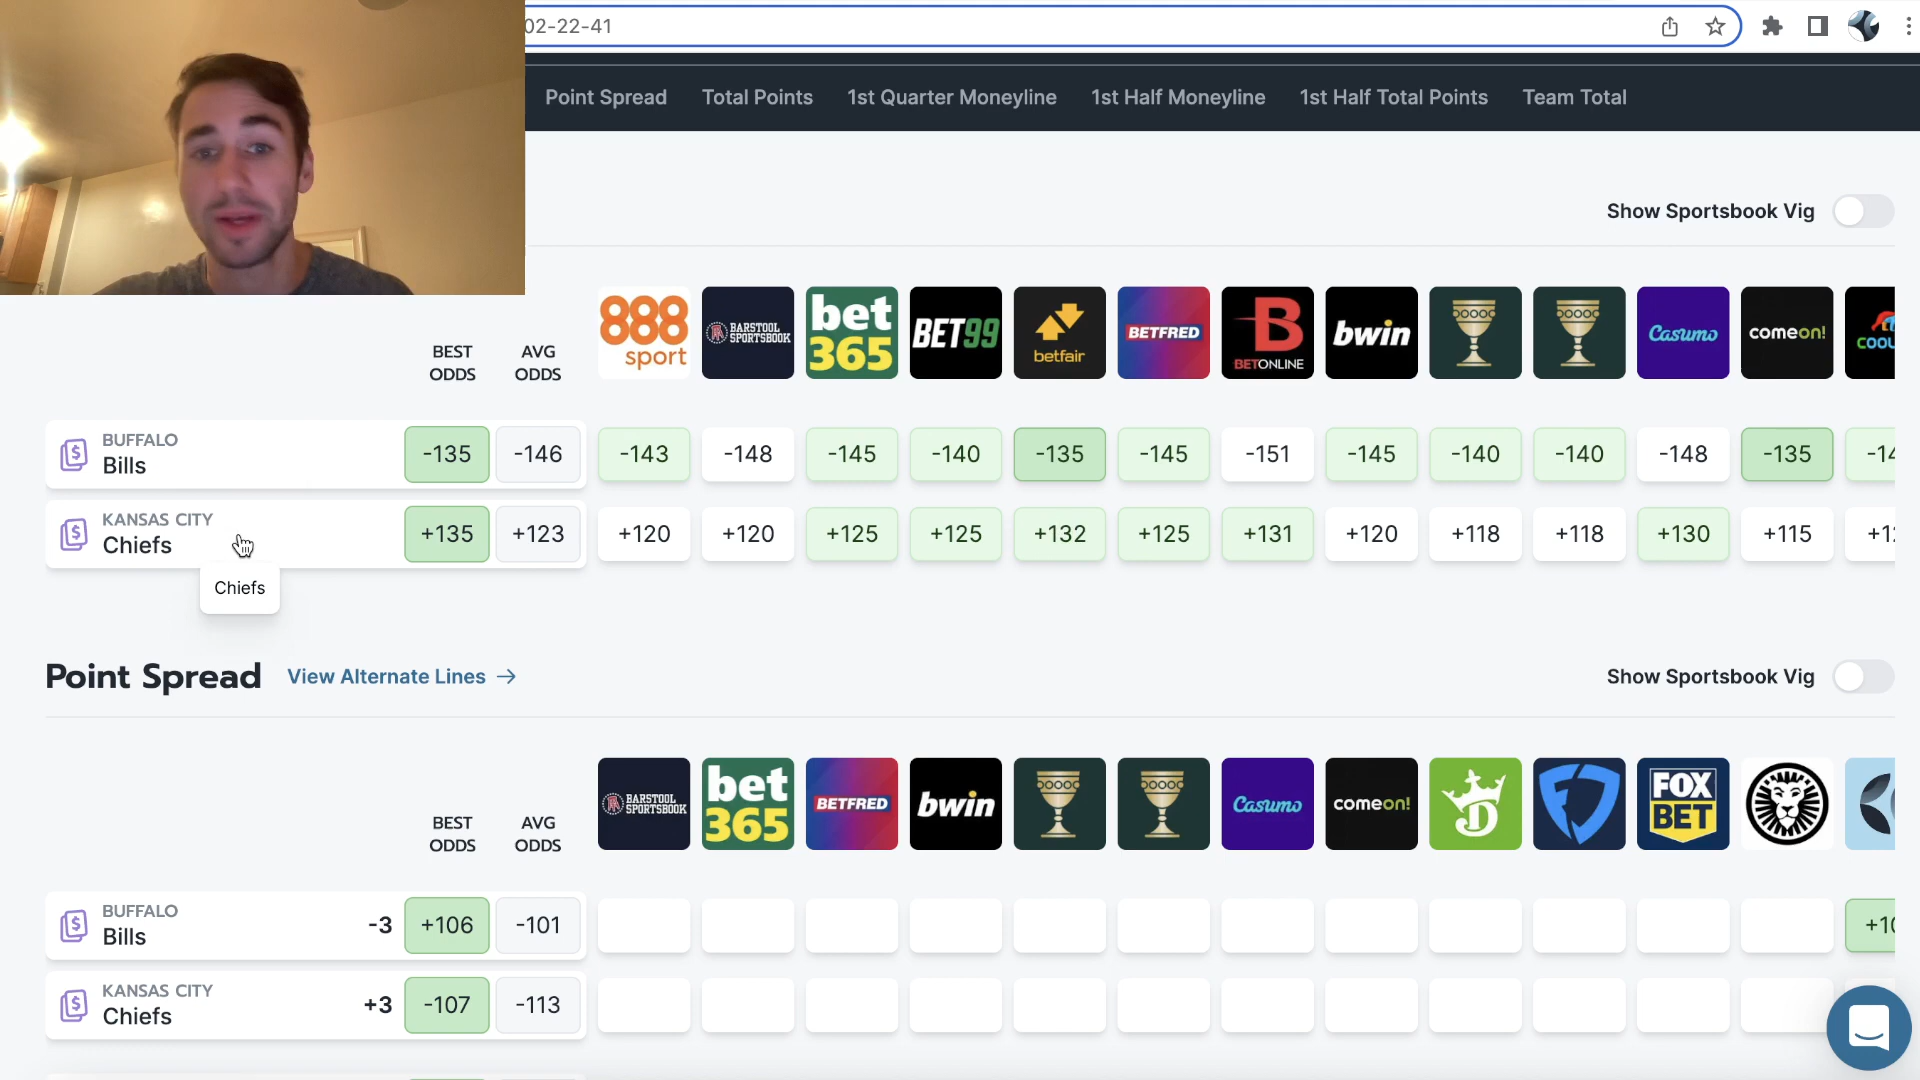 02-22-41
Point Spread Total Points 1st Quarter Moneyline 1st Half Moneyline 1st Half Total Points Team Total
Show Sportsbook Vig
BEST ODDS AVG ODDS
888 sport BARSTOOL SPORTSBOOK bet 365 BET99 betfair BETFRED B BETONLINE bwin Casumo comeon!
BUFFALO
Bills -135 -146 -143 -148 -145 -140 -135 -145 -151 -145 -140 -140 -148 -135
KANSAS CITY
Chiefs +135 +123 +120 +120 +125 +125 +132 +125 +131 +120 +118 +118 +130 +115
Chiefs
Point Spread View Alternate Lines → Show Sportsbook Vig
BEST ODDS AVG ODDS
BARSTOOL SPORTSBOOK bet 365 BETFRED bwin Casumo comeon! FOX BET
BUFFALO
Bills -3 +106 -101
KANSAS CITY
Chiefs +3 -107 -113